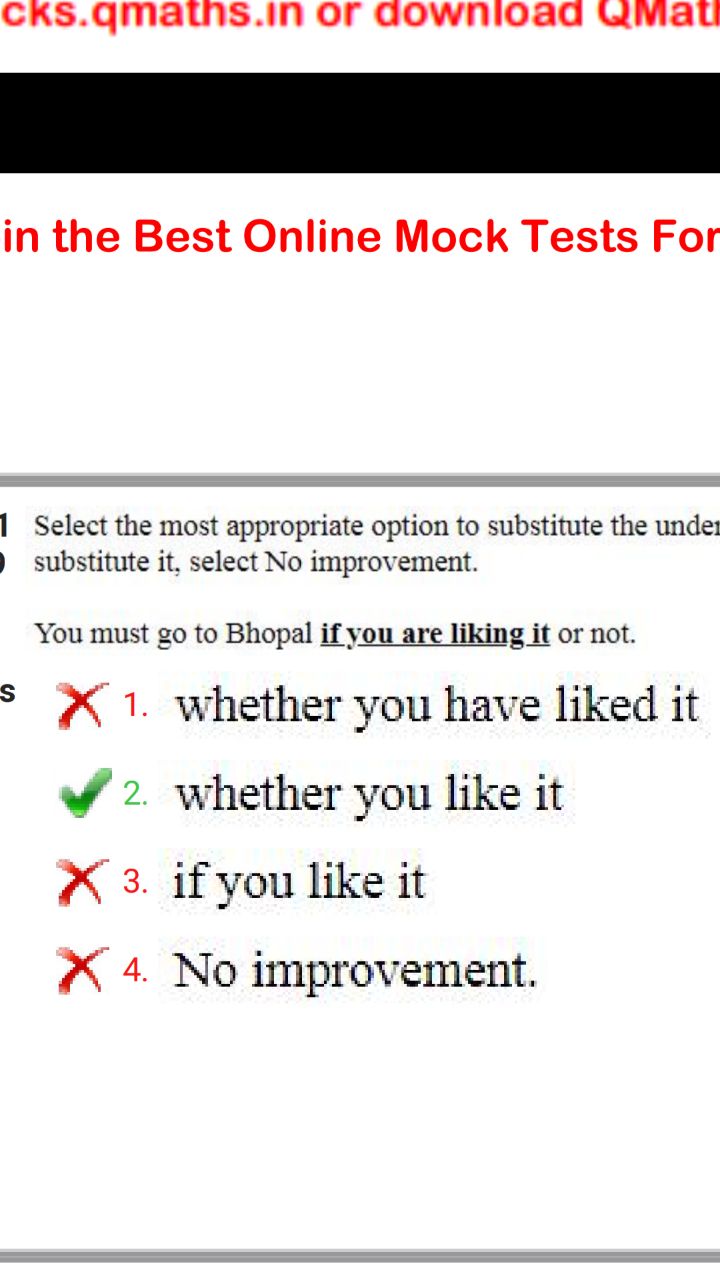 cks.qmaths.in or download QMath
in the Best Online Mock Tests For
1 Select the most appropriate option to substitute the under
substitute it, select No improvement.
You must go to Bhopal if you are liking it or not.
s 1. whether you have liked it
2. whether you like it
3. if you like it
4. No improvement.